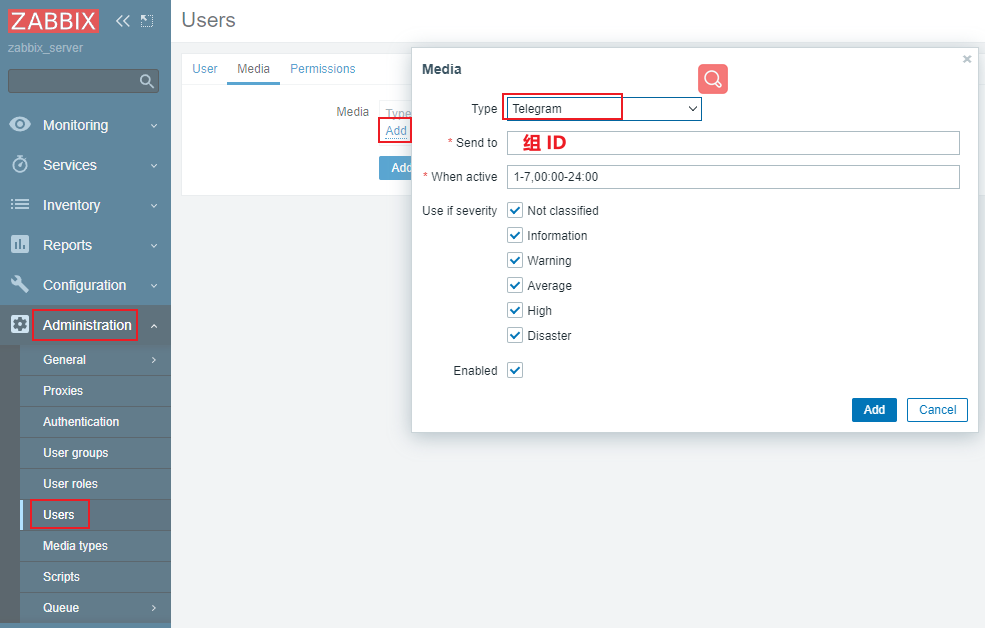 ZABBIX
zabbix_server
Monitoring
Services
Inventory
Reports
Configuration
Administration
General
Proxies
Authentication
User groups
User roles
Users
Media types
Scripts
Queue
Users
User Media Permissions
Media Type
Add
Add
Media
Type Telegram
* Send to 组 ID
* When active 1-7,00:00-24:00
Use if severity Not classified
Information
Warning
Average
High
Disaster
Enabled
Add Cancel